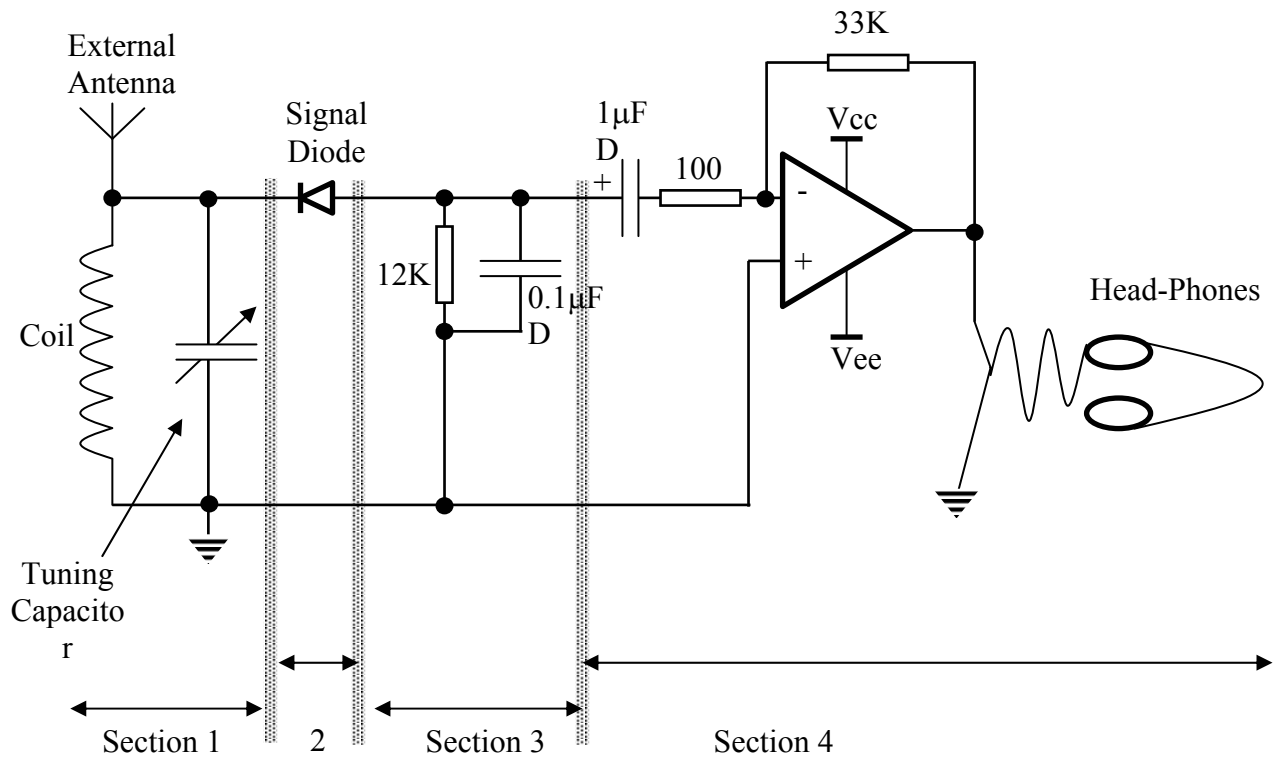 External
Antenna
Signal
Diode
1μF
D
+
100
33K
Vcc
-
+
Vee
12K
0.1μF
D
Head-Phones
Coil
Tuning
Capacito
r
Section 1
2
Section 3
Section 4